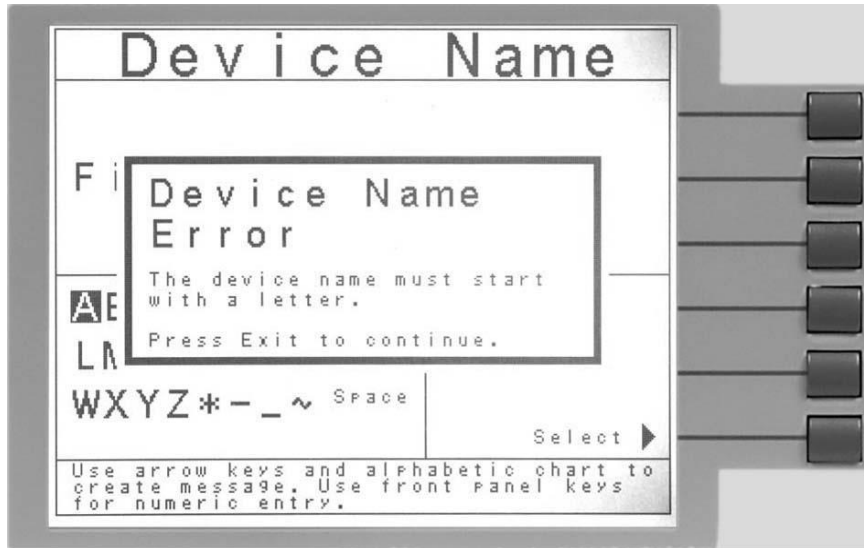 Device Name
Fi
Device Name
Error
The device name must start
with a letter.
Press Exit to continue.
A
L
WXYZ*-_~ Space
Select
Use arrow keys and alphabetic chart to
create message. Use front panel keys
for numeric entry.